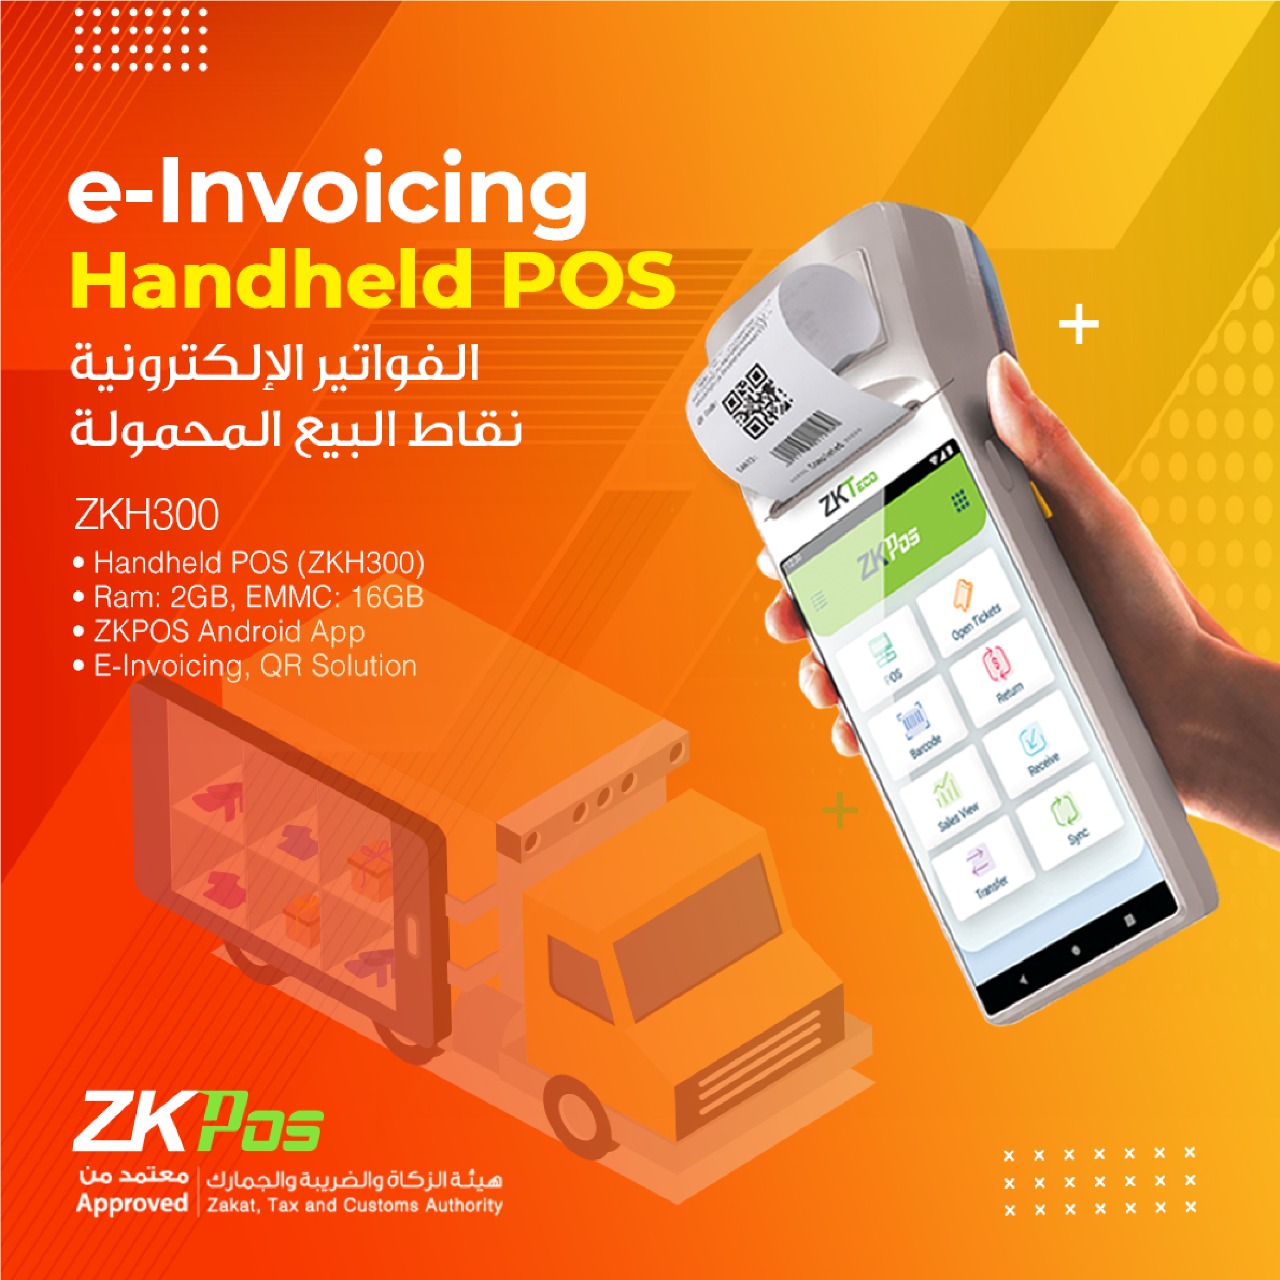 e-Invoicing
Handheld POS
الفواتير الإلكترونية
نقاط البيع المحمولة
ZKH300
• Handheld POS (ZKH300)
• Ram: 2GB, EMMC: 16GB
• ZKPOS Android App
• E-Invoicing, QR Solution
ZKTECO
ZKPOS
POS
Open Tickets
Barcode
Return
Sales View
Receive
Transfer
Sync
ZKPOS
معتمد من
هيئة الزكاة والضريبة والجمارك
Approved
Zakat, Tax and Customs Authority